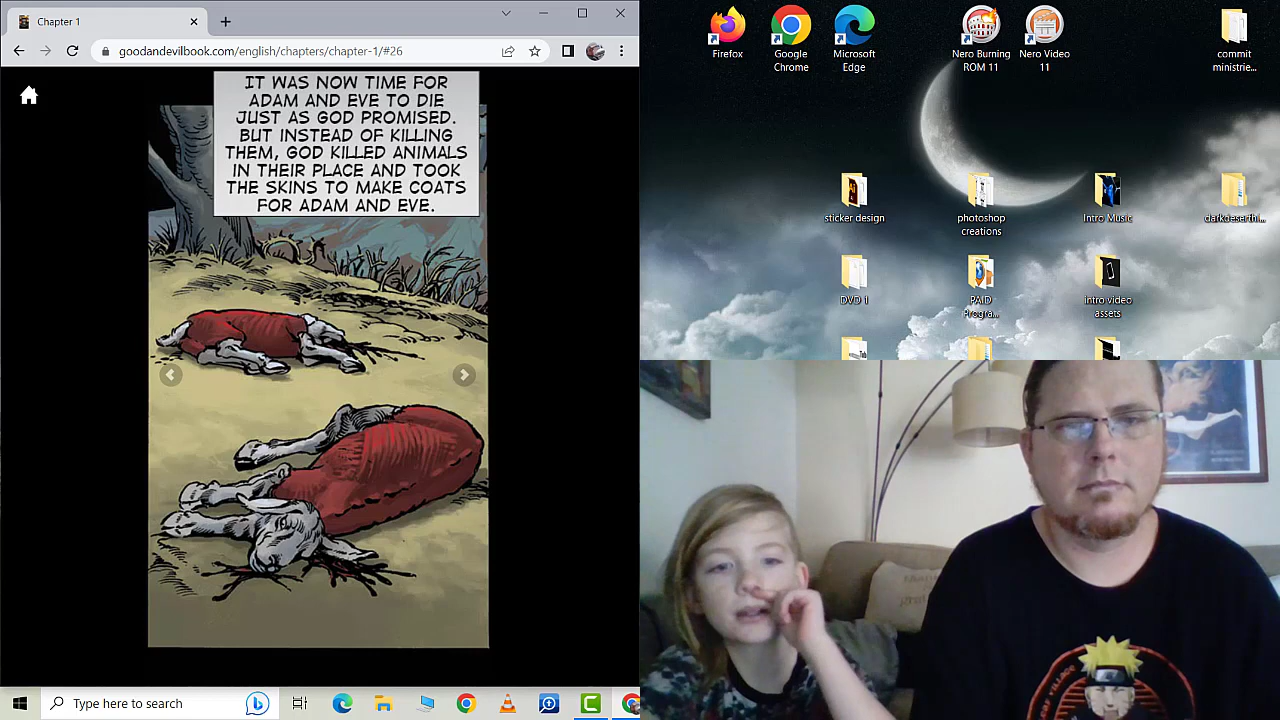 Chapter 1
goodandevilbook.com/english/chapters/chapter-1/#26
IT WAS NOW TIME FOR
ADAM AND EVE TO DIE
JUST AS GOD PROMISED.
BUT INSTEAD OF KILLING
THEM, GOD KILLED ANIMALS
IN THEIR PLACE AND TOOK
THE SKINS TO MAKE COATS
FOR ADAM AND EVE.
Type here to search
Firefox
Google
Chrome
Microsoft
Edge
Nero Burning
ROM 11
Nero Video
11
commit
ministrie...
sticker design
photoshop
creations
Intro Music
darkdeserthi...
DVD 1
PAID
Progra...
intro video
assets